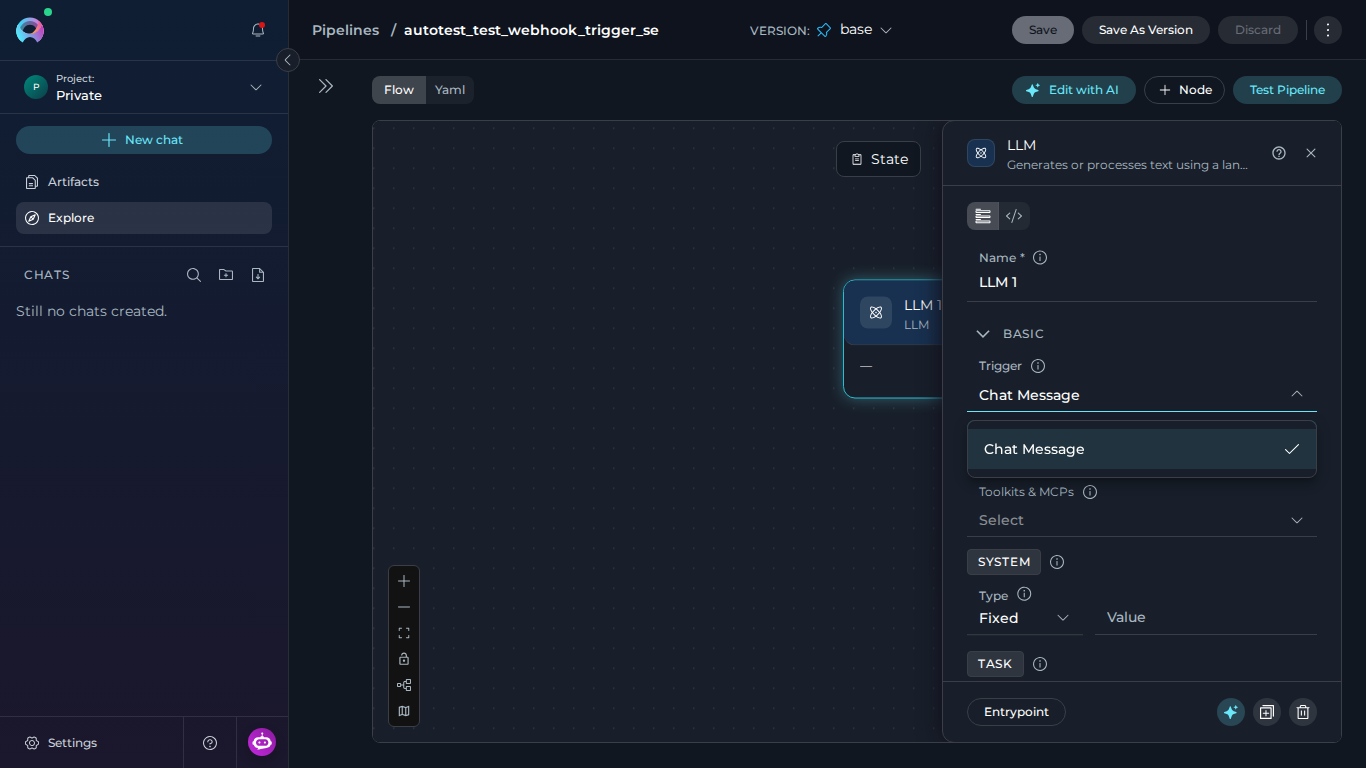 Pipelines / autotest_test_webhook_trigger_se
VERSION: base
Save
Save As Version
Discard
P
Project:
Private
New chat
Artifacts
Explore
CHATS
Still no chats created.
Settings
Flow
Yaml
Edit with AI
Node
Test Pipeline
State
LLM 1
LLM
—
LLM
Generates or processes text using a lan...
Name *
LLM 1
BASIC
Trigger
Chat Message
Chat Message
Toolkits & MCPs
Select
SYSTEM
Type
Fixed
Value
TASK
Entrypoint